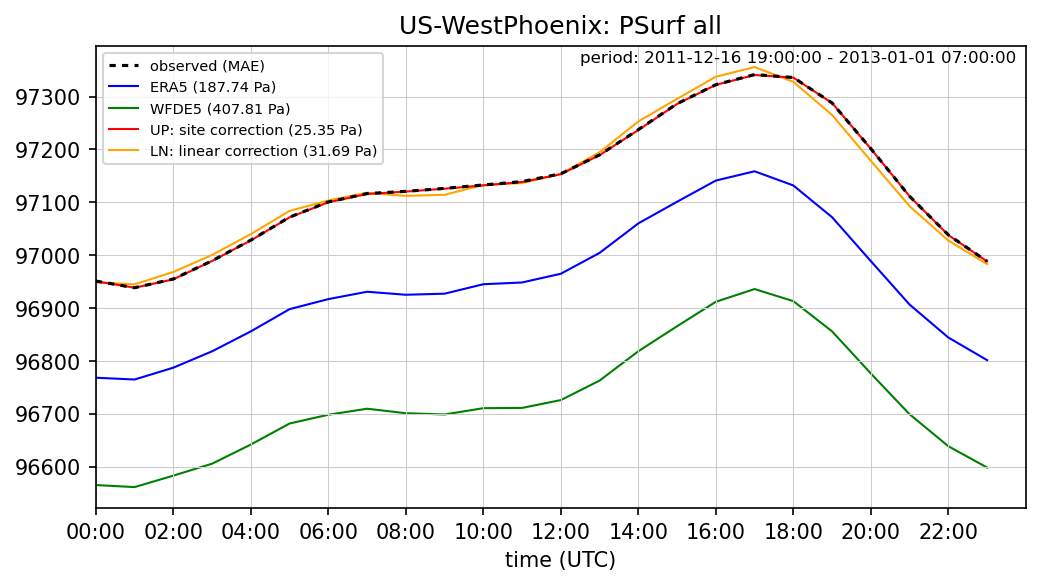 US-WestPhoenix: PSurf all
period: 2011-12-16 19:00:00 - 2013-01-01 07:00:00
observed (MAE)
ERA5 (187.74 Pa)
WFDE5 (407.81 Pa)
UP: site correction (25.35 Pa)
LN: linear correction (31.69 Pa)
97300
97200
97100
97000
96900
96800
96700
96600
00:00 02:00 04:00 06:00 08:00 10:00 12:00 14:00 16:00 18:00 20:00 22:00
time (UTC)